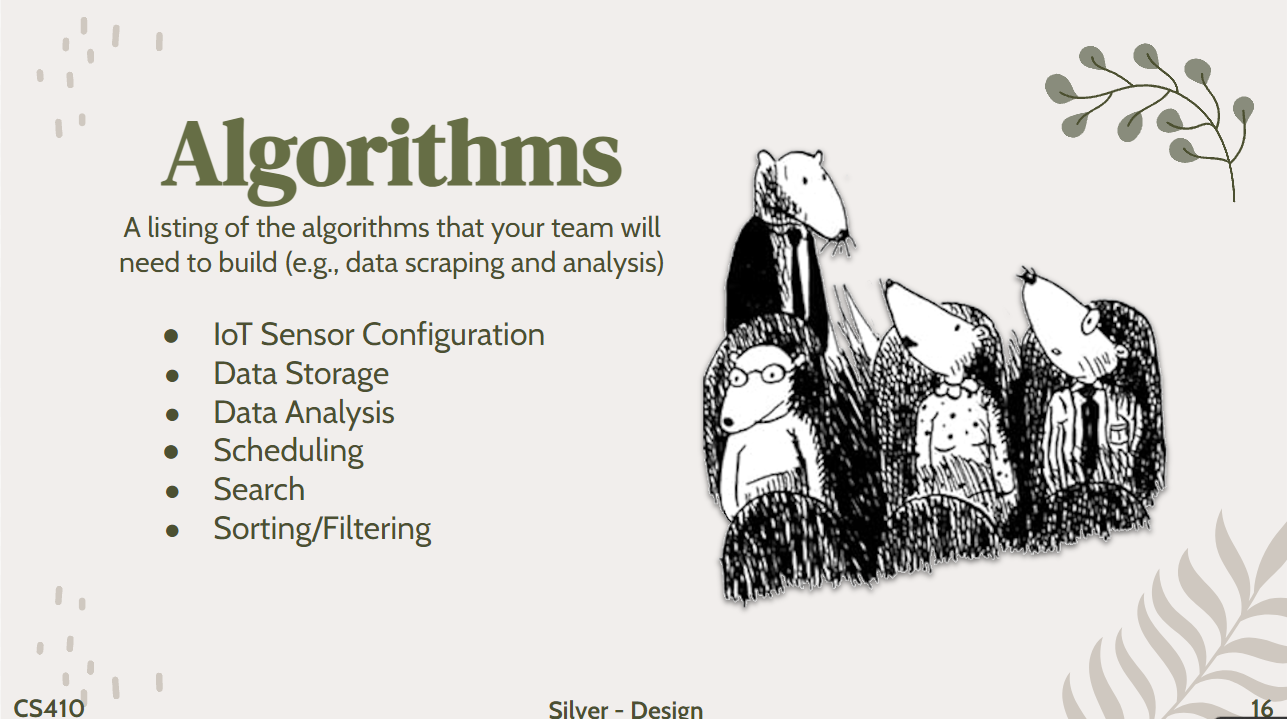 Algorithms
A listing of the algorithms that your team will
need to build (e.g., data scraping and analysis)
● IoT Sensor Configuration
● Data Storage
● Data Analysis
● Scheduling
● Search
● Sorting/Filtering
CS410
Silver - Design
16